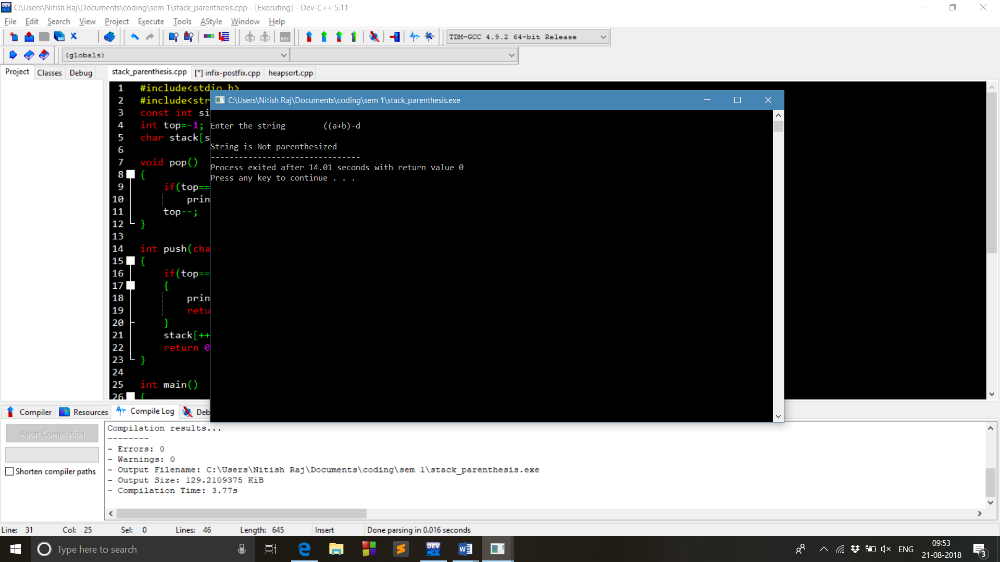 C:\Users\Nitish Raj\Documents\coding\sem 1\stack_parenthesis.cpp - [Executing] - Dev-C++ 5.11
File Edit Search View Project Execute Tools AStyle Window Help
TDM-GCC 4.9.2 64-bit Release
(globals)
Project Classes Debug
stack_parenthesis.cpp [*] infix-postfix.cpp heapsort.cpp
1 #include<stdio.h>
2 #include<str
3 const int si
4 int top=-1;
5 char stack[s
6
7 void pop()
8 {
9 if(top==
10 prin
11 top--;
12 }
13
14 int push(cha
15 {
16 if(top==
17 {
18 prin
19 retu
20 }
21 stack[++
22 return 0
23 }
24
25 int main()
26 {
C:\Users\Nitish Raj\Documents\coding\sem 1\stack_parenthesis.exe
Enter the string ((a+b)-d
String is Not parenthesized
--------------------------------
Process exited after 14.01 seconds with return value 0
Press any key to continue . . .
Compiler Resources Compile Log Deb
Abort Compilation
Shorten compiler paths
Compilation results...
--------
- Errors: 0
- Warnings: 0
- Output Filename: C:\Users\Nitish Raj\Documents\coding\sem 1\stack_parenthesis.exe
- Output Size: 129.2109375 KiB
- Compilation Time: 3.77s
Line: 31 Col: 25 Sel: 0 Lines: 46 Length: 645 Insert Done parsing in 0.016 seconds
Type here to search
DEV C++
ENG
09:53
21-08-2018
3